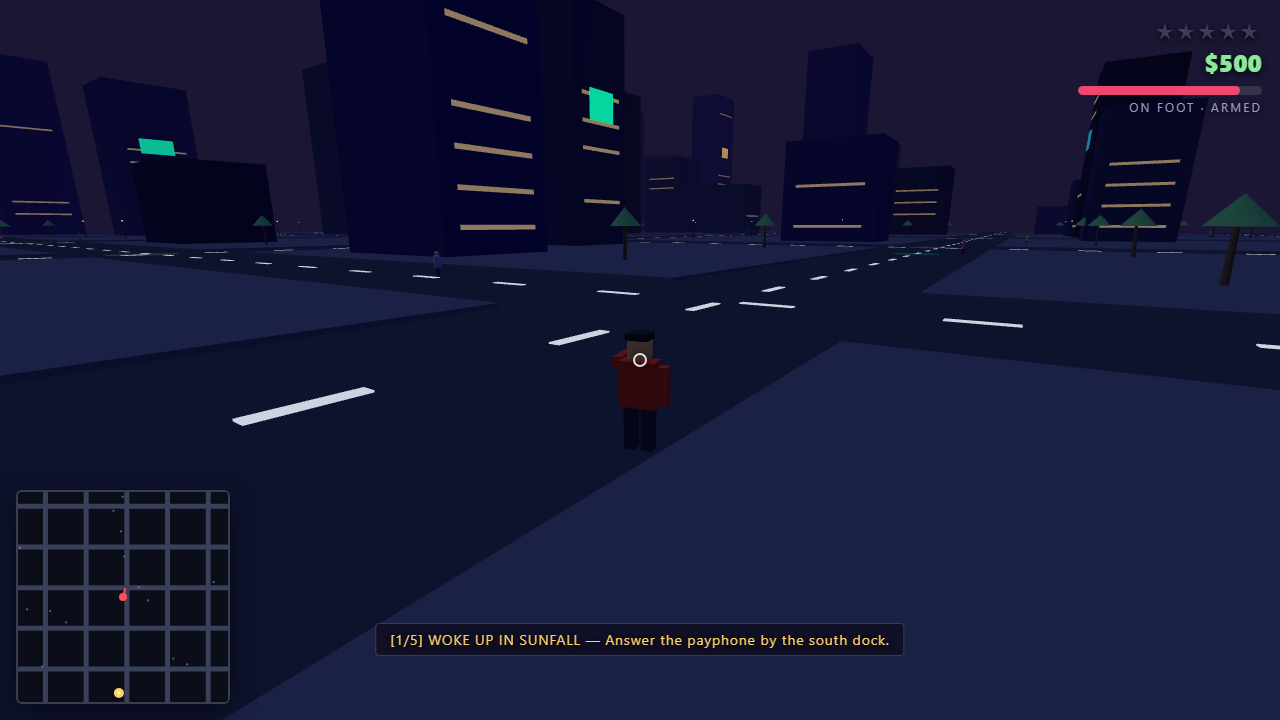 ★★★★★
$500
ON FOOT · ARMED
[1/5] WOKE UP IN SUNFALL — Answer the payphone by the south dock.